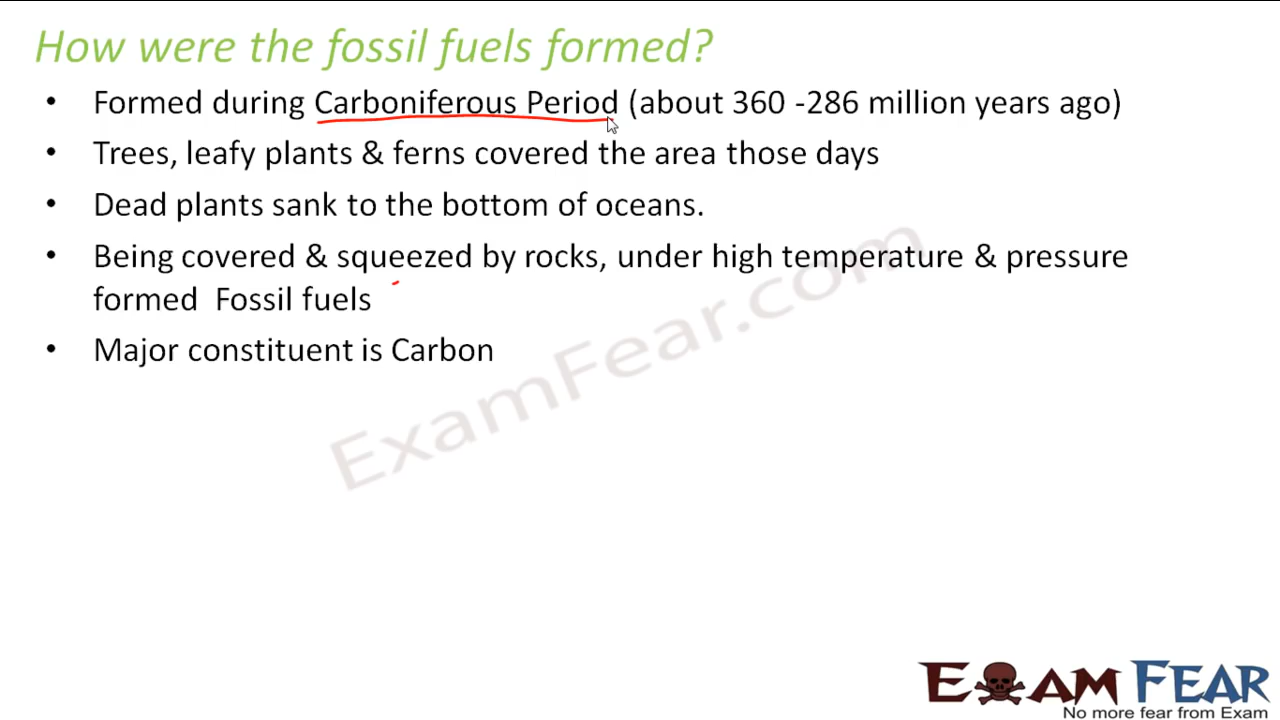 How were the fossil fuels formed?
• Formed during Carboniferous Period (about 360 -286 million years ago)
• Trees, leafy plants & ferns covered the area those days
• Dead plants sank to the bottom of oceans.
• Being covered & squeezed by rocks, under high temperature & pressure
formed Fossil fuels
• Major constituent is Carbon
ExamFear.com
EXAM FEAR
No more fear from Exam